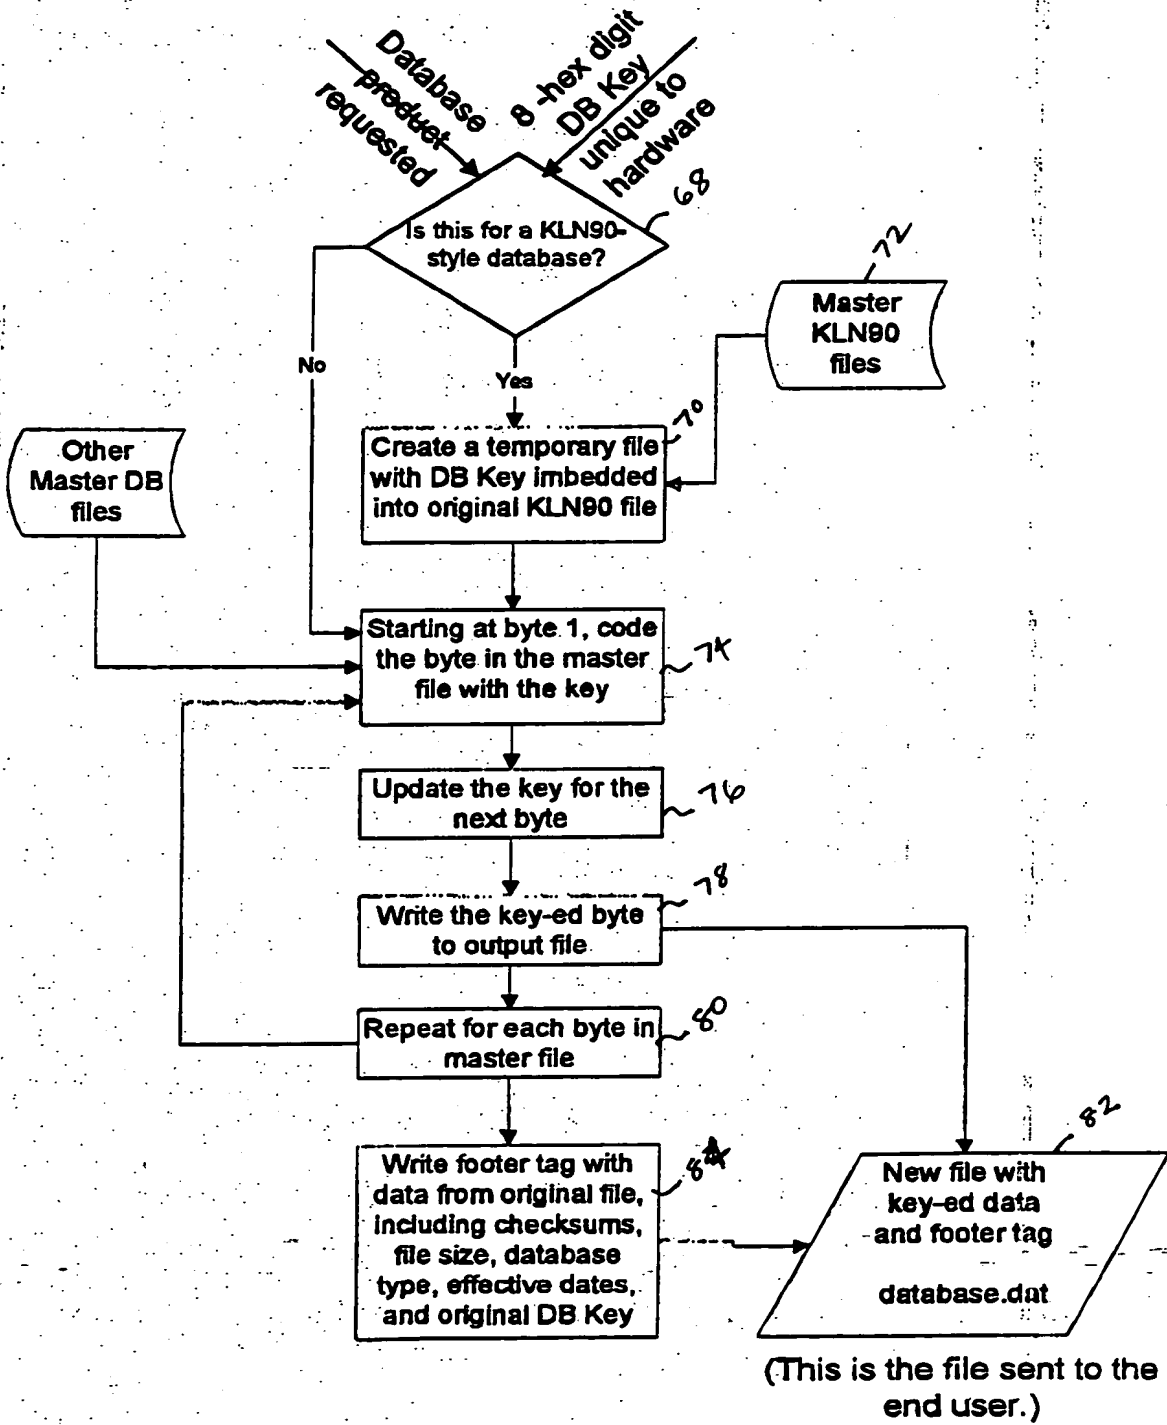 Database
product
requested
8 -hex digit
DB Key
unique to
hardware
68
Is this for a KLN90-
style database?
72
Master
KLN90
files
No
Yes
70
Other
Master DB
files
Create a temporary file
with DB Key imbedded
into original KLN90 file
Starting at byte 1, code
the byte in the master
file with the key
74
Update the key for the
next byte
76
78
Write the key-ed byte
to output file
80
Repeat for each byte in
master file
82
Write footer tag with
data from original file,
including checksums,
file size, database
type, effective dates,
and original DB Key
84
New file with
key-ed data
and footer tag
database.dat
(This is the file sent to the
end user.)